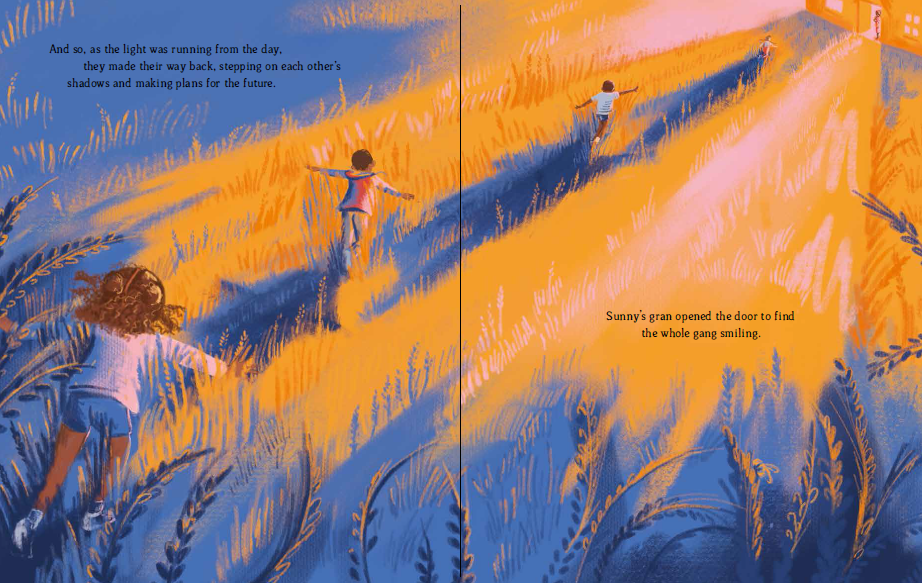 And so, as the light was running from the day,
they made their way back, stepping on each other's
shadows and making plans for the future.
Sunny's gran opened the door to find
the whole gang smiling.